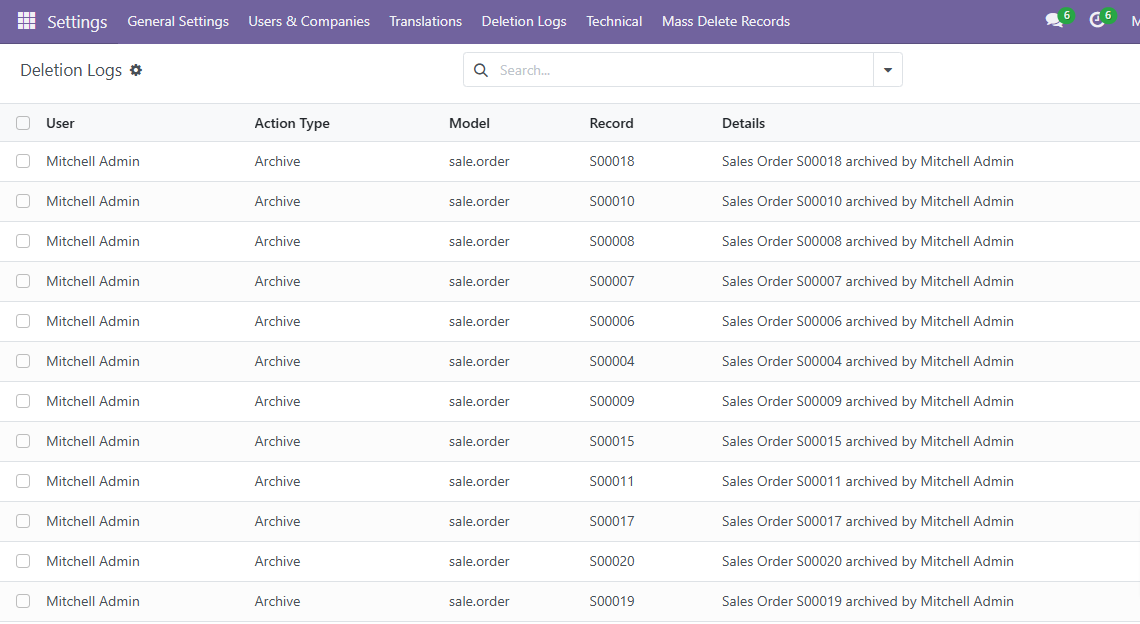 Settings General Settings Users & Companies Translations Deletion Logs Technical Mass Delete Records 6 6 M
Deletion Logs Search...
User Action Type Model Record Details
Mitchell Admin Archive sale.order S00018 Sales Order S00018 archived by Mitchell Admin
Mitchell Admin Archive sale.order S00010 Sales Order S00010 archived by Mitchell Admin
Mitchell Admin Archive sale.order S00008 Sales Order S00008 archived by Mitchell Admin
Mitchell Admin Archive sale.order S00007 Sales Order S00007 archived by Mitchell Admin
Mitchell Admin Archive sale.order S00006 Sales Order S00006 archived by Mitchell Admin
Mitchell Admin Archive sale.order S00004 Sales Order S00004 archived by Mitchell Admin
Mitchell Admin Archive sale.order S00009 Sales Order S00009 archived by Mitchell Admin
Mitchell Admin Archive sale.order S00015 Sales Order S00015 archived by Mitchell Admin
Mitchell Admin Archive sale.order S00011 Sales Order S00011 archived by Mitchell Admin
Mitchell Admin Archive sale.order S00017 Sales Order S00017 archived by Mitchell Admin
Mitchell Admin Archive sale.order S00020 Sales Order S00020 archived by Mitchell Admin
Mitchell Admin Archive sale.order S00019 Sales Order S00019 archived by Mitchell Admin